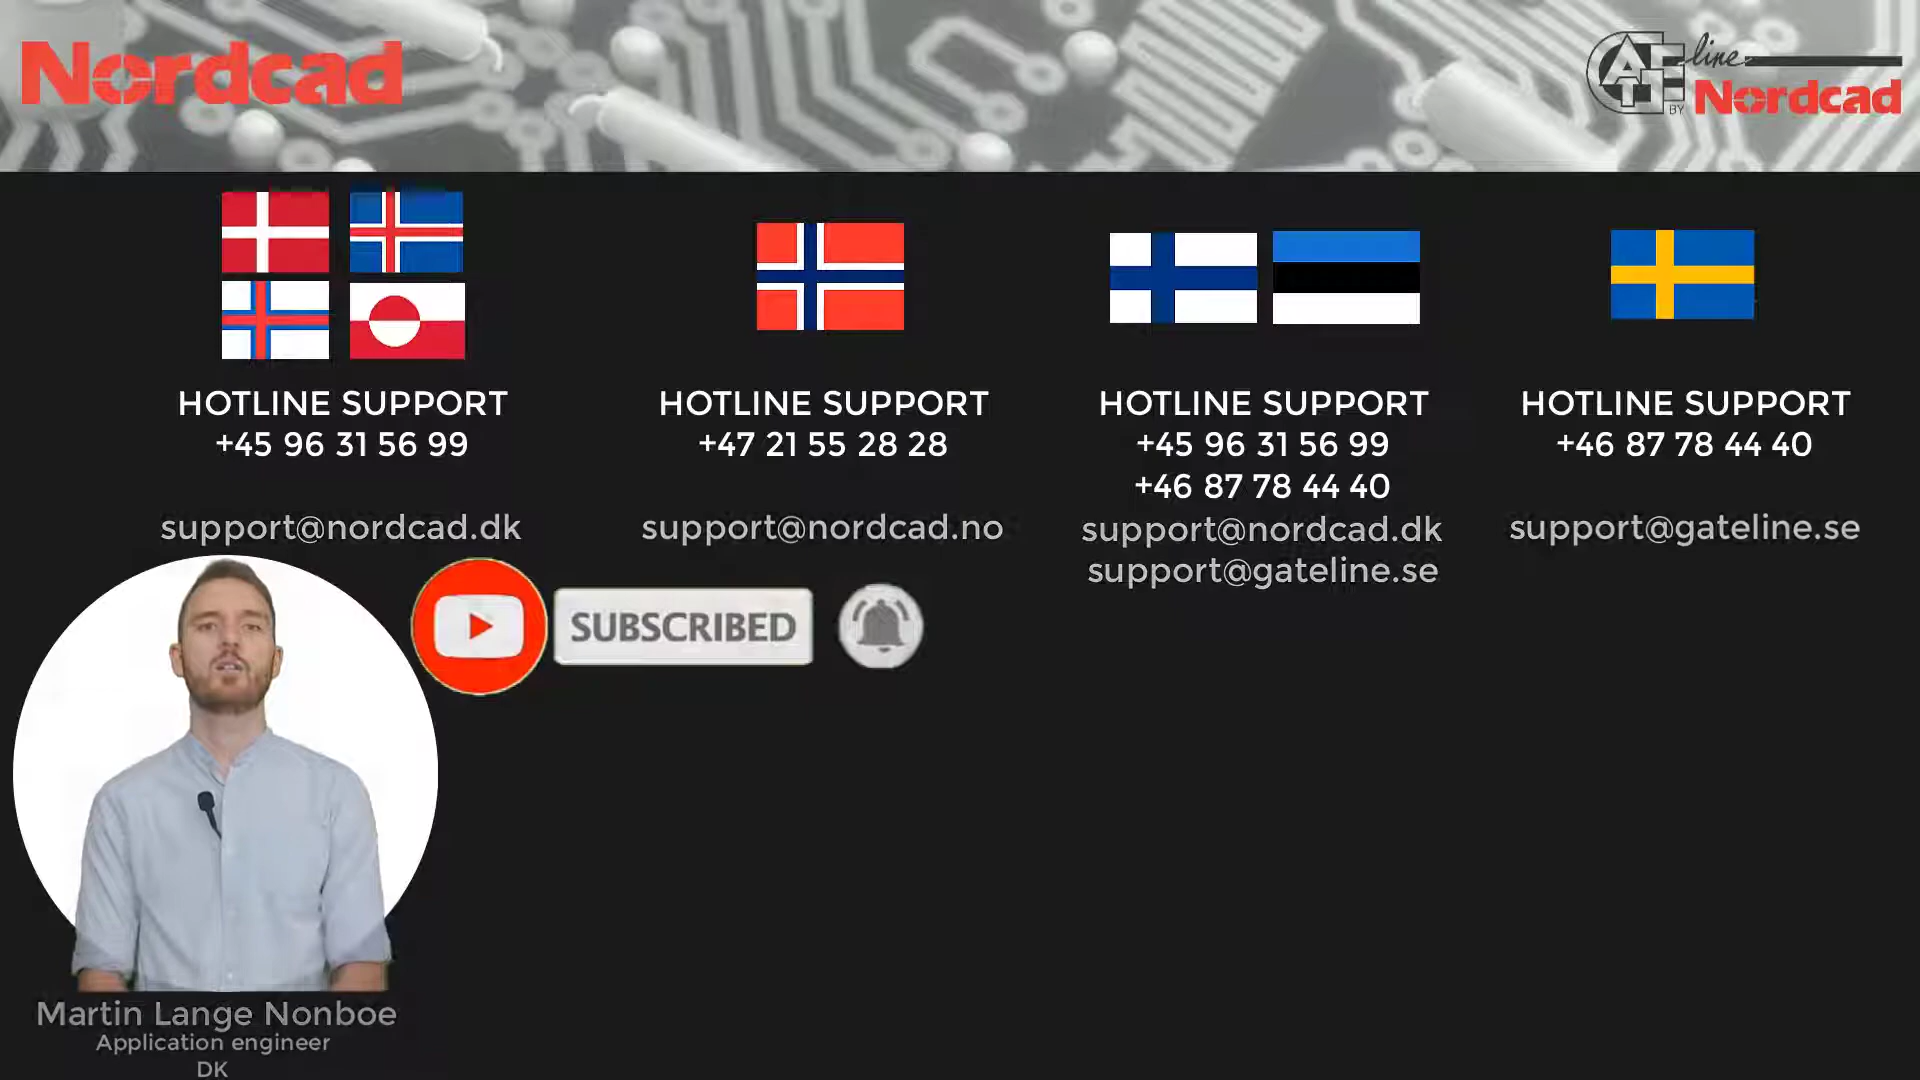 Nordcad
GATE line
BY Nordcad
HOTLINE SUPPORT
+45 96 31 56 99
support@nordcad.dk
HOTLINE SUPPORT
+47 21 55 28 28
support@nordcad.no
HOTLINE SUPPORT
+45 96 31 56 99
+46 87 78 44 40
support@nordcad.dk
support@gateline.se
HOTLINE SUPPORT
+46 87 78 44 40
support@gateline.se
SUBSCRIBED
Martin Lange Nonboe
Application engineer
DK